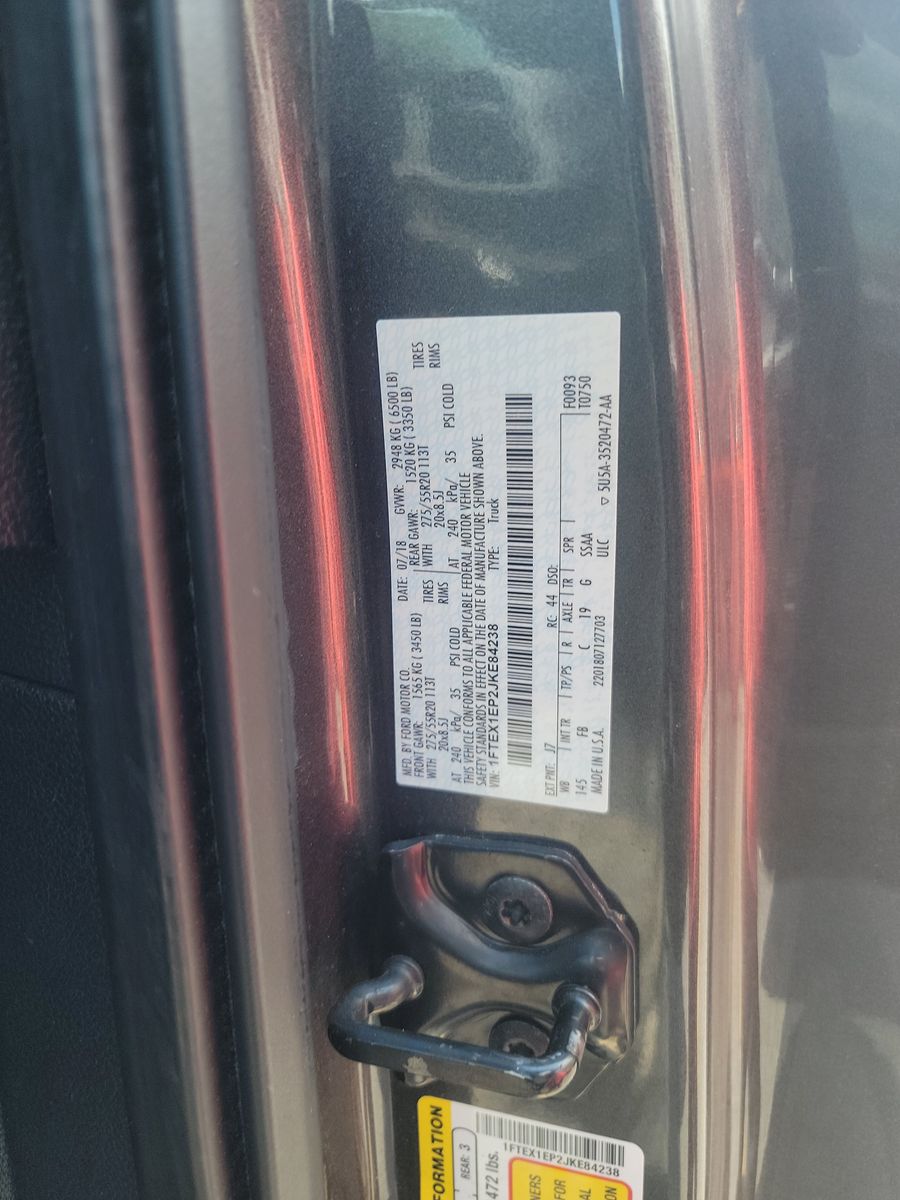 MFD. BY FORD MOTOR CO.
DATE: 07/18 GVWR: 2948 KG ( 6500 LB)
FRONT GAWR: 1565 KG ( 3450 LB)
REAR GAWR: 1520 KG ( 3350 LB)
WITH 275/55R20 113T TIRES
WITH 275/55R20 113T TIRES
20x8.5J RIMS
20x8.5J RIMS
AT 240 kPa/ 35 PSI COLD
AT 240 kPa/ 35 PSI COLD
THIS VEHICLE CONFORMS TO ALL APPLICABLE FEDERAL MOTOR VEHICLE
SAFETY STANDARDS IN EFFECT ON THE DATE OF MANUFACTURE SHOWN ABOVE.
VIN: 1FTEX1EP2JKE84238 TYPE: Truck
EXT PNT: J7 RC: 44 DSO:
F0093
WB INT TR TP/PS R AXLE TR SPR
T0750
145 FB C 19 G SSAA
MADE IN U.S.A. 2201807127703 ULC ▽ 5U5A-3520472-AA
FORMATION
REAR: 3
472 lbs.
1FTEX1EP2JKE84238